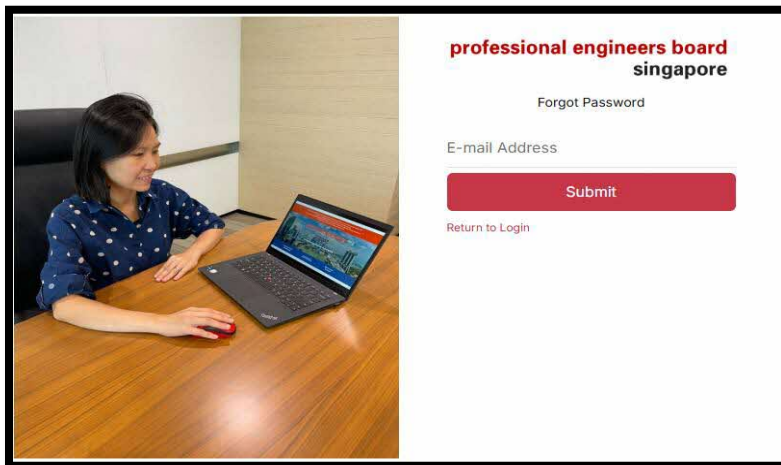 professional engineers board
singapore
Forgot Password
E-mail Address
Submit
Return to Login